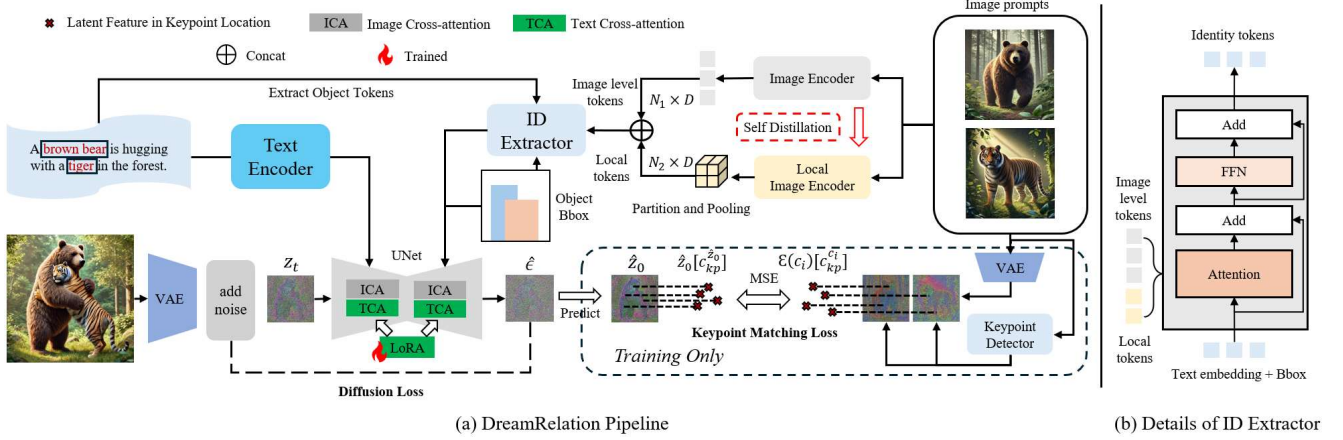 Latent Feature in Keypoint Location
ICA Image Cross-attention
TCA Text Cross-attention
Concat
Trained
Extract Object Tokens
A brown bear is hugging
with a tiger in the forest.
Text
Encoder
ID
Extractor
Object
Bbox
Image level
tokens
N₁ × D
Local
tokens
N₂ × D
Image Encoder
Self Distillation
Local
Image Encoder
Partition and Pooling
Image prompts
VAE
add
noise
Z_t
UNet
ICA
TCA
ICA
TCA
LoRA
ε̂
Diffusion Loss
Predict
ẑ₀
ẑ₀[c_kp^ẑ₀]
MSE
Ɛ(c_i)[c_kp^c_i]
Keypoint Matching Loss
Training Only
VAE
Keypoint
Detector
(a) DreamRelation Pipeline
Identity tokens
Add
FFN
Add
Attention
Image
level
tokens
Local
tokens
Text embedding + Bbox
(b) Details of ID Extractor